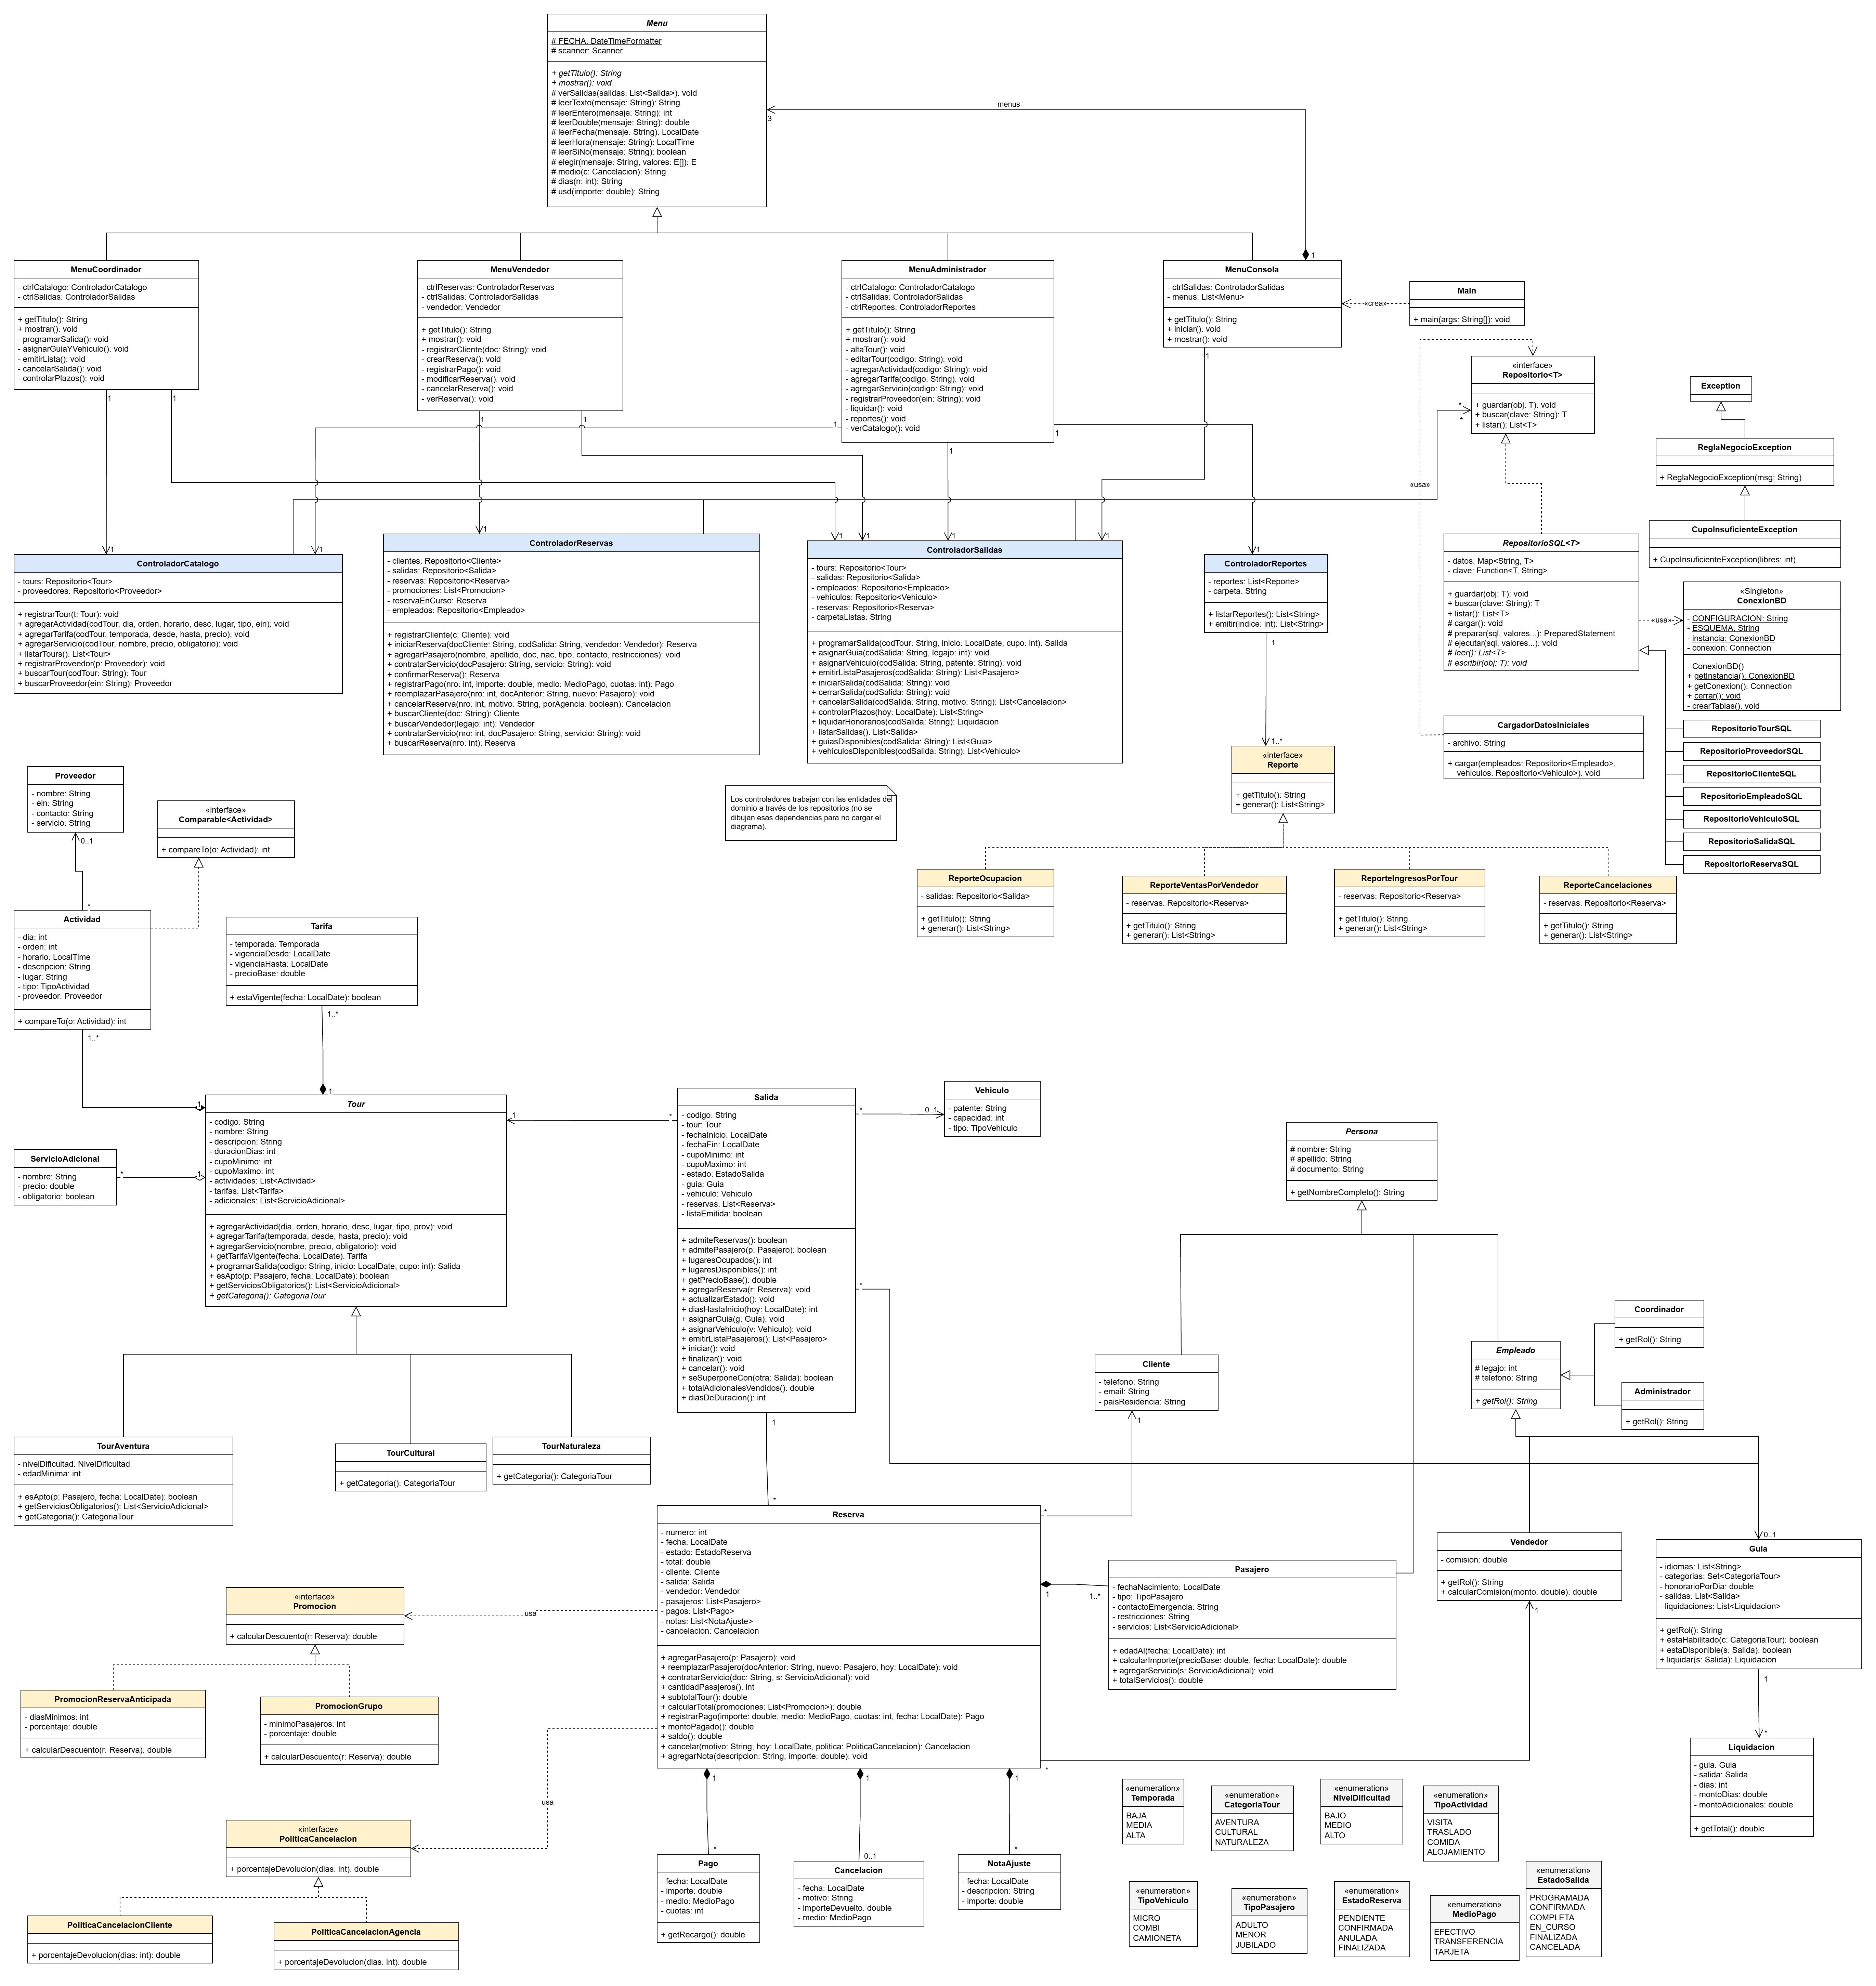 Menu
# FECHA: DateTimeFormatter
# scanner: Scanner
+ getTitulo(): String
+ mostrar(): void
# verSalidas(salidas: List<Salida>): void
# leerTexto(mensaje: String): String
# leerEntero(mensaje: String): int
# leerDouble(mensaje: String): double
# leerFecha(mensaje: String): LocalDate
# leerHora(mensaje: String): LocalTime
# leerSiNo(mensaje: String): boolean
# elegir(mensaje: String, valores: E[]): E
# medio(c: Cancelacion): String
# dias(n: int): String
# usd(importe: double): String
menus
3
1
MenuCoordinador
- ctrlCatalogo: ControladorCatalogo
- ctrlSalidas: ControladorSalidas
+ getTitulo(): String
+ mostrar(): void
- programarSalida(): void
- asignarGuiaYVehiculo(): void
- emitirLista(): void
- cancelarSalida(): void
- controlarPlazos(): void
1
1
MenuVendedor
- ctrlReservas: ControladorReservas
- ctrlSalidas: ControladorSalidas
- vendedor: Vendedor
+ getTitulo(): String
+ mostrar(): void
- registrarCliente(doc: String): void
- crearReserva(): void
- registrarPago(): void
- modificarReserva(): void
- cancelarReserva(): void
- verReserva(): void
1
1
MenuAdministrador
- ctrlCatalogo: ControladorCatalogo
- ctrlSalidas: ControladorSalidas
- ctrlReportes: ControladorReportes
+ getTitulo(): String
+ mostrar(): void
- altaTour(): void
- editarTour(codigo: String): void
- agregarActividad(codigo: String): void
- agregarTarifa(codigo: String): void
- agregarServicio(codigo: String): void
- registrarProveedor(ein: String): void
- liquidar(): void
- reportes(): void
- verCatalogo(): void
1
1
1
MenuConsola
- ctrlSalidas: ControladorSalidas
- menus: List<Menu>
+ getTitulo(): String
+ iniciar(): void
+ mostrar(): void
1
«crea»
Main
+ main(args: String[]): void
«interface»
Repositorio<T>
+ guardar(obj: T): void
+ buscar(clave: String): T
+ listar(): List<T>
*
*
«usa»
Exception
ReglaNegocioException
+ ReglaNegocioException(msg: String)
CupoInsuficienteException
+ CupoInsuficienteException(libres: int)
RepositorioSQL<T>
- datos: Map<String, T>
- clave: Function<T, String>
+ guardar(obj: T): void
+ buscar(clave: String): T
+ listar(): List<T>
# cargar(): void
# preparar(sql, valores...): PreparedStatement
# ejecutar(sql, valores...): void
# leer(): List<T>
# escribir(obj: T): void
«usa»
«Singleton»
ConexionBD
- CONFIGURACION: String
- ESQUEMA: String
- instancia: ConexionBD
- conexion: Connection
- ConexionBD()
+ getInstancia(): ConexionBD
+ getConexion(): Connection
+ cerrar(): void
- crearTablas(): void
CargadorDatosIniciales
- archivo: String
+ cargar(empleados: Repositorio<Empleado>,
vehiculos: Repositorio<Vehiculo>): void
RepositorioTourSQL
RepositorioProveedorSQL
RepositorioClienteSQL
RepositorioEmpleadoSQL
RepositorioVehiculoSQL
RepositorioSalidaSQL
RepositorioReservaSQL
1
1
ControladorCatalogo
- tours: Repositorio<Tour>
- proveedores: Repositorio<Proveedor>
+ registrarTour(t: Tour): void
+ agregarActividad(codTour, dia, orden, horario, desc, lugar, tipo, ein): void
+ agregarTarifa(codTour, temporada, desde, hasta, precio): void
+ agregarServicio(codTour, nombre, precio, obligatorio): void
+ listarTours(): List<Tour>
+ registrarProveedor(p: Proveedor): void
+ buscarTour(codTour: String): Tour
+ buscarProveedor(ein: String): Proveedor
1
ControladorReservas
- clientes: Repositorio<Cliente>
- salidas: Repositorio<Salida>
- reservas: Repositorio<Reserva>
- promociones: List<Promocion>
- reservaEnCurso: Reserva
- empleados: Repositorio<Empleado>
+ registrarCliente(c: Cliente): void
+ iniciarReserva(docCliente: String, codSalida: String, vendedor: Vendedor): Reserva
+ agregarPasajero(nombre, apellido, doc, nac, tipo, contacto, restricciones): void
+ contratarServicio(docPasajero: String, servicio: String): void
+ confirmarReserva(): Reserva
+ registrarPago(nro: int, importe: double, medio: MedioPago, cuotas: int): Pago
+ reemplazarPasajero(nro: int, docAnterior: String, nuevo: Pasajero): void
+ cancelarReserva(nro: int, motivo: String, porAgencia: boolean): Cancelacion
+ buscarCliente(doc: String): Cliente
+ buscarVendedor(legajo: int): Vendedor
+ contratarServicio(nro: int, docPasajero: String, servicio: String): void
+ buscarReserva(nro: int): Reserva
1
1
1
1
ControladorSalidas
- tours: Repositorio<Tour>
- salidas: Repositorio<Salida>
- empleados: Repositorio<Empleado>
- vehiculos: Repositorio<Vehiculo>
- reservas: Repositorio<Reserva>
- carpetaListas: String
+ programarSalida(codTour: String, inicio: LocalDate, cupo: int): Salida
+ asignarGuia(codSalida: String, legajo: int): void
+ asignarVehiculo(codSalida: String, patente: String): void
+ emitirListaPasajeros(codSalida: String): List<Pasajero>
+ iniciarSalida(codSalida: String): void
+ cerrarSalida(codSalida: String): void
+ cancelarSalida(codSalida: String, motivo: String): List<Cancelacion>
+ controlarPlazos(hoy: LocalDate): List<String>
+ liquidarHonorarios(codSalida: String): Liquidacion
+ listarSalidas(): List<Salida>
+ guiasDisponibles(codSalida: String): List<Guia>
+ vehiculosDisponibles(codSalida: String): List<Vehiculo>
1
ControladorReportes
- reportes: List<Reporte>
- carpeta: String
+ listarReportes(): List<String>
+ emitir(indice: int): List<String>
1
1..*
«interface»
Reporte
+ getTitulo(): String
+ generar(): List<String>
Los controladores trabajan con las entidades del
dominio a través de los repositorios (no se
dibujan esas dependencias para no cargar el
diagrama).
ReporteOcupacion
- salidas: Repositorio<Salida>
+ getTitulo(): String
+ generar(): List<String>
ReporteVentasPorVendedor
- reservas: Repositorio<Reserva>
+ getTitulo(): String
+ generar(): List<String>
ReporteIngresosPorTour
- reservas: Repositorio<Reserva>
+ getTitulo(): String
+ generar(): List<String>
ReporteCancelaciones
- reservas: Repositorio<Reserva>
+ getTitulo(): String
+ generar(): List<String>
Proveedor
- nombre: String
- ein: String
- contacto: String
- servicio: String
0..1
*
«interface»
Comparable<Actividad>
+ compareTo(o: Actividad): int
Actividad
- dia: int
- orden: int
- horario: LocalTime
- descripcion: String
- lugar: String
- tipo: TipoActividad
- proveedor: Proveedor
+ compareTo(o: Actividad): int
1..*
Tarifa
- temporada: Temporada
- vigenciaDesde: LocalDate
- vigenciaHasta: LocalDate
- precioBase: double
+ estaVigente(fecha: LocalDate): boolean
1..*
1
1
Tour
- codigo: String
- nombre: String
- descripcion: String
- duracionDias: int
- cupoMinimo: int
- cupoMaximo: int
- actividades: List<Actividad>
- tarifas: List<Tarifa>
- adicionales: List<ServicioAdicional>
+ agregarActividad(dia, orden, horario, desc, lugar, tipo, prov): void
+ agregarTarifa(temporada, desde, hasta, precio): void
+ agregarServicio(nombre, precio, obligatorio): void
+ getTarifaVigente(fecha: LocalDate): Tarifa
+ programarSalida(codigo: String, inicio: LocalDate, cupo: int): Salida
+ esApto(p: Pasajero, fecha: LocalDate): boolean
+ getServiciosObligatorios(): List<ServicioAdicional>
+ getCategoria(): CategoriaTour
ServicioAdicional
- nombre: String
- precio: double
- obligatorio: boolean
*
1
1
*
Salida
- codigo: String
- tour: Tour
- fechaInicio: LocalDate
- fechaFin: LocalDate
- cupoMinimo: int
- cupoMaximo: int
- estado: EstadoSalida
- guia: Guia
- vehiculo: Vehiculo
- reservas: List<Reserva>
- listaEmitida: boolean
+ admiteReservas(): boolean
+ admitePasajero(p: Pasajero): boolean
+ lugaresOcupados(): int
+ lugaresDisponibles(): int
+ getPrecioBase(): double
+ agregarReserva(r: Reserva): void
+ actualizarEstado(): void
+ diasHastaInicio(hoy: LocalDate): int
+ asignarGuia(g: Guia): void
+ asignarVehiculo(v: Vehiculo): void
+ emitirListaPasajeros(): List<Pasajero>
+ iniciar(): void
+ finalizar(): void
+ cancelar(): void
+ seSuperponeCon(otra: Salida): boolean
+ totalAdicionalesVendidos(): double
+ diasDeDuracion(): int
*
0..1
*
1
*
Vehiculo
- patente: String
- capacidad: int
- tipo: TipoVehiculo
Persona
# nombre: String
# apellido: String
# documento: String
+ getNombreCompleto(): String
Cliente
- telefono: String
- email: String
- paisResidencia: String
1
*
Empleado
# legajo: int
# telefono: String
+ getRol(): String
Coordinador
+ getRol(): String
Administrador
+ getRol(): String
TourAventura
- nivelDificultad: NivelDificultad
- edadMinima: int
+ esApto(p: Pasajero, fecha: LocalDate): boolean
+ getServiciosObligatorios(): List<ServicioAdicional>
+ getCategoria(): CategoriaTour
TourCultural
+ getCategoria(): CategoriaTour
TourNaturaleza
+ getCategoria(): CategoriaTour
Reserva
- numero: int
- fecha: LocalDate
- estado: EstadoReserva
- total: double
- cliente: Cliente
- salida: Salida
- vendedor: Vendedor
- pasajeros: List<Pasajero>
- pagos: List<Pago>
- notas: List<NotaAjuste>
- cancelacion: Cancelacion
+ agregarPasajero(p: Pasajero): void
+ reemplazarPasajero(docAnterior: String, nuevo: Pasajero, hoy: LocalDate): void
+ contratarServicio(doc: String, s: ServicioAdicional): void
+ cantidadPasajeros(): int
+ subtotalTour(): double
+ calcularTotal(promociones: List<Promocion>): double
+ registrarPago(importe: double, medio: MedioPago, cuotas: int, fecha: LocalDate): Pago
+ montoPagado(): double
+ saldo(): double
+ cancelar(motivo: String, hoy: LocalDate, politica: PoliticaCancelacion): Cancelacion
+ agregarNota(descripcion: String, importe: double): void
1
1..*
Pasajero
- fechaNacimiento: LocalDate
- tipo: TipoPasajero
- contactoEmergencia: String
- restricciones: String
- servicios: List<ServicioAdicional>
+ edadAl(fecha: LocalDate): int
+ calcularImporte(precioBase: double, fecha: LocalDate): double
+ agregarServicio(s: ServicioAdicional): void
+ totalServicios(): double
Vendedor
- comision: double
+ getRol(): String
+ calcularComision(monto: double): double
1
*
0..1
Guia
- idiomas: List<String>
- categorias: Set<CategoriaTour>
- honorarioPorDia: double
- salidas: List<Salida>
- liquidaciones: List<Liquidacion>
+ getRol(): String
+ estaHabilitado(c: CategoriaTour): boolean
+ estaDisponible(s: Salida): boolean
+ liquidar(s: Salida): Liquidacion
1
*
Liquidacion
- guia: Guia
- salida: Salida
- dias: int
- montoDias: double
- montoAdicionales: double
+ getTotal(): double
«interface»
Promocion
+ calcularDescuento(r: Reserva): double
usa
PromocionReservaAnticipada
- diasMinimos: int
- porcentaje: double
+ calcularDescuento(r: Reserva): double
PromocionGrupo
- minimoPasajeros: int
- porcentaje: double
+ calcularDescuento(r: Reserva): double
usa
«interface»
PoliticaCancelacion
+ porcentajeDevolucion(dias: int): double
PoliticaCancelacionCliente
+ porcentajeDevolucion(dias: int): double
PoliticaCancelacionAgencia
+ porcentajeDevolucion(dias: int): double
1
*
Pago
- fecha: LocalDate
- importe: double
- medio: MedioPago
- cuotas: int
+ getRecargo(): double
1
0..1
Cancelacion
- fecha: LocalDate
- motivo: String
- importeDevuelto: double
- medio: MedioPago
1
*
NotaAjuste
- fecha: LocalDate
- descripcion: String
- importe: double
«enumeration»
Temporada
BAJA
MEDIA
ALTA
«enumeration»
CategoriaTour
AVENTURA
CULTURAL
NATURALEZA
«enumeration»
NivelDificultad
BAJO
MEDIO
ALTO
«enumeration»
TipoActividad
VISITA
TRASLADO
COMIDA
ALOJAMIENTO
«enumeration»
TipoVehiculo
MICRO
COMBI
CAMIONETA
«enumeration»
TipoPasajero
ADULTO
MENOR
JUBILADO
«enumeration»
EstadoReserva
PENDIENTE
CONFIRMADA
ANULADA
FINALIZADA
«enumeration»
MedioPago
EFECTIVO
TRANSFERENCIA
TARJETA
«enumeration»
EstadoSalida
PROGRAMADA
CONFIRMADA
COMPLETA
EN_CURSO
FINALIZADA
CANCELADA